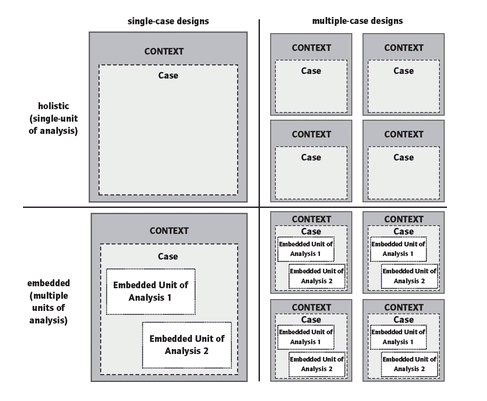 single-case designs
multiple-case designs
holistic
(single-unit
of analysis)
CONTEXT
Case
CONTEXT
Case
CONTEXT
Case
CONTEXT
Case
CONTEXT
Case
embedded
(multiple
units of
analysis)
CONTEXT
Case
Embedded Unit of
Analysis 1
Embedded Unit of
Analysis 2
CONTEXT
Case
Embedded Unit of
Analysis 1
Embedded Unit of
Analysis 2
CONTEXT
Case
Embedded Unit of
Analysis 1
Embedded Unit of
Analysis 2
CONTEXT
Case
Embedded Unit of
Analysis 1
Embedded Unit of
Analysis 2
CONTEXT
Case
Embedded Unit of
Analysis 1
Embedded Unit of
Analysis 2